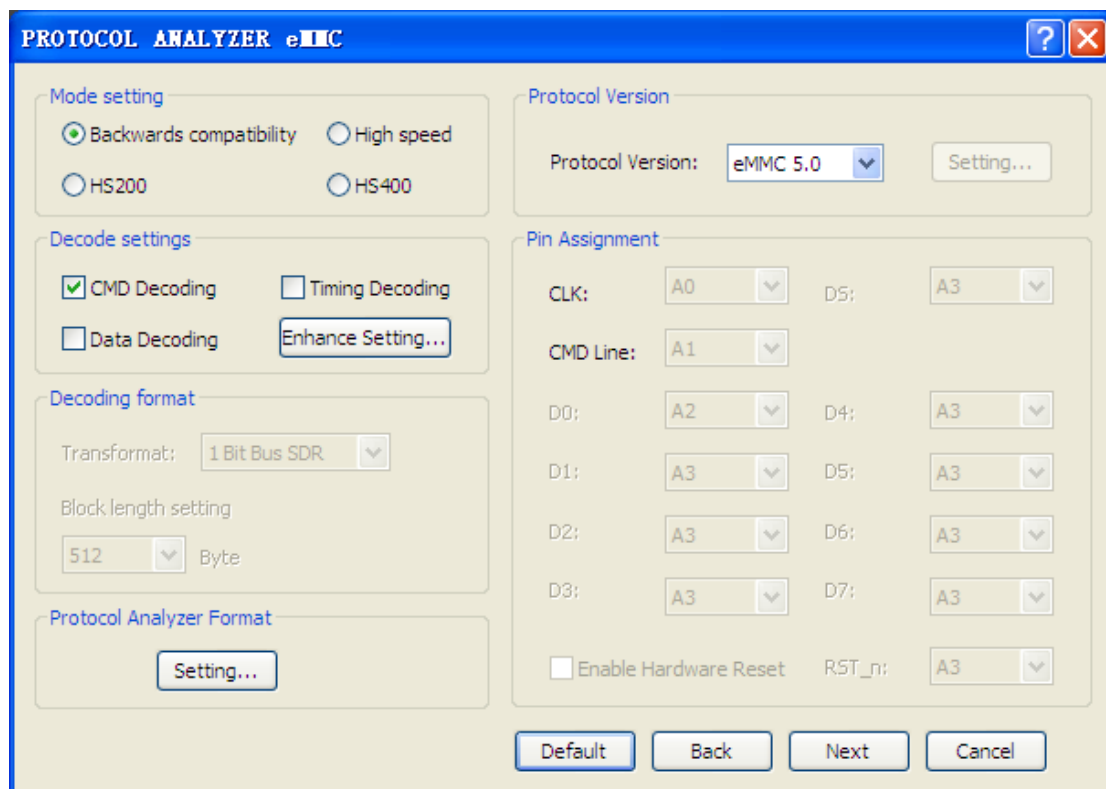 PROTOCOL ANALYZER eMMC
Mode setting
Backwards compatibility High speed
HS200 HS400
Protocol Version
Protocol Version: eMMC 5.0 Setting...
Decode settings
CMD Decoding Timing Decoding
Data Decoding Enhance Setting...
Decoding format
Transformat: 1 Bit Bus SDR
Block length setting
512 Byte
Protocol Analyzer Format
Setting...
Pin Assignment
CLK: A0 DS: A3
CMD Line: A1
D0: A2 D4: A3
D1: A3 D5: A3
D2: A3 D6: A3
D3: A3 D7: A3
Enable Hardware Reset RST_n: A3
Default Back Next Cancel